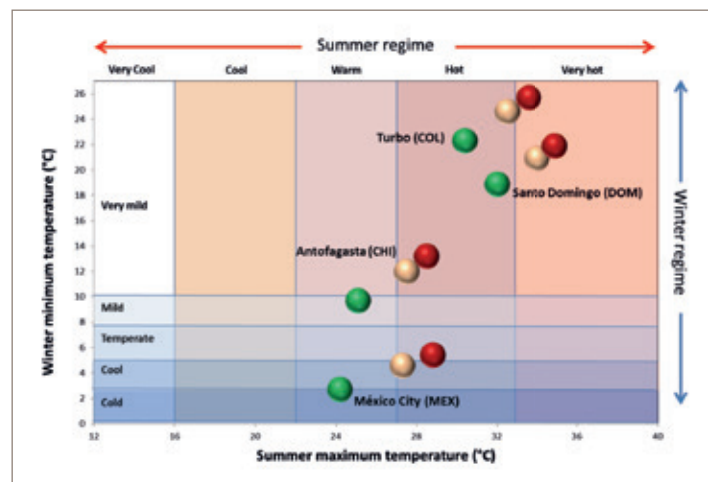 Summer regime
Very Cool Cool Warm Hot Very hot
26
24
22
20
18
16
14
12
10
8
6
4
2
0
Winter minimum temperature (°C)
Turbo (COL)
Santo Domingo (DOM)
Very mild
Antofagasta (CHI)
Mild
Temperate
Cool
México City (MEX)
Cold
Winter regime
12 16 20 24 28 32 36 40
Summer maximum temperature (°C)